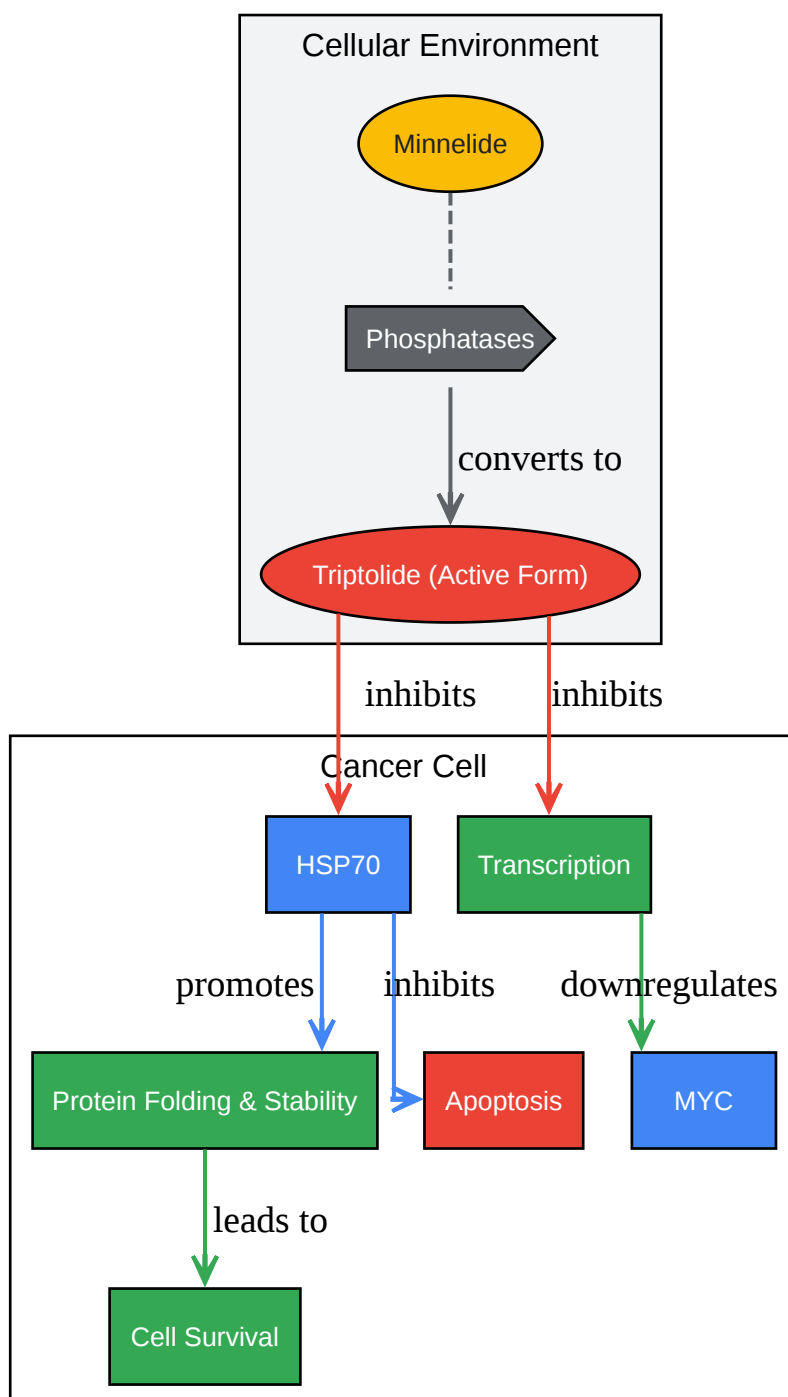 Cellular Environment
Minnelide
Phosphatases
converts to
Triptolide (Active Form)
inhibits
inhibits
Cancer Cell
HSP70
Transcription
promotes
inhibits
downregulates
Protein Folding & Stability
Apoptosis
MYC
leads to
Cell Survival